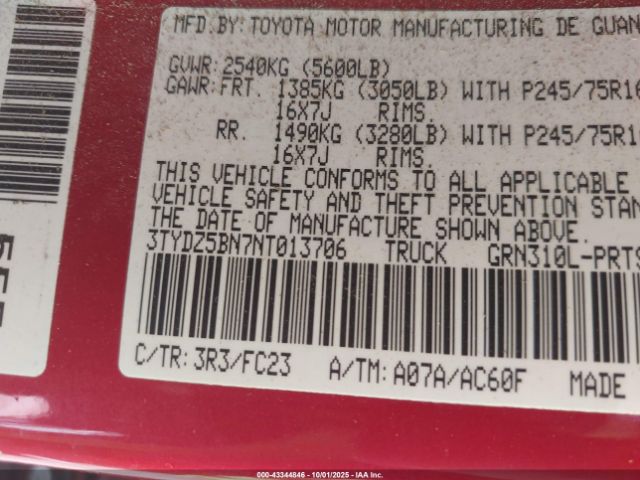 MFD.BY:TOYOTA MOTOR MANUFACTURING DE
GVWR:2540KG (5600LB)
GAWR:FRT. 1385KG (3050LB) WITH P245/75R16
16X7J RIMS.
RR. 1490KG (3280LB) WITH P245/75R1
16X7J RIMS.
THIS VEHICLE CONFORMS TO ALL APPLICABLE
VEHICLE SAFETY AND THEFT PREVENTION STAN
THE DATE OF MANUFACTURE SHOWN ABOVE.
3TYDZ5BN7NT013706 TRUCK GRN310L-PRTS
C/TR:3R3/FC23 A/TM:A07A/AC60F MADE
000-43344846 - 10/01/2025 - IAA Inc.